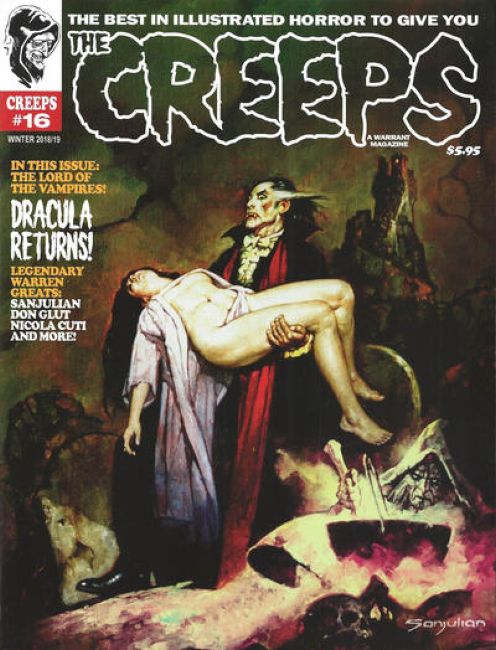 THE BEST IN ILLUSTRATED HORROR TO GIVE YOU
THE
CREEPS
CREEPS
#16
WINTER 2018/19
A WARRANT
MAGAZINE
$5.95
IN THIS ISSUE:
THE LORD OF
THE VAMPIRES!
DRACULA
RETURNS!
LEGENDARY
WARREN
GREATS:
SANJULIAN
DON GLUT
NICOLA CUTI
AND MORE!
Sanjulian